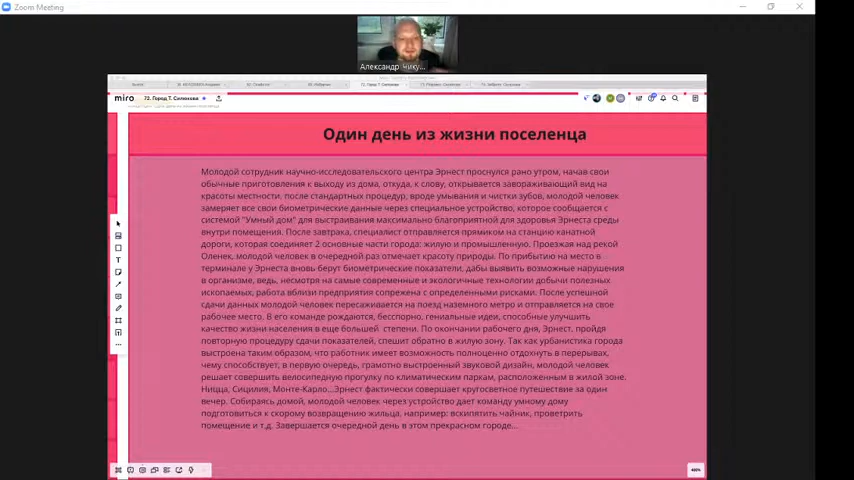 Zoom Meeting
Александр Чику...
miro
72. Город Т. Силюкова
Один день из жизни поселенца
Молодой сотрудник научно-исследовательского центра Эрнест проснулся рано утром, начав свои
обычные приготовления к выходу из дома, откуда, к слову, открывается завораживающий вид на
красоты местности. после стандартных процедур, вроде умывания и чистки зубов, молодой человек
замеряет все свои биометрические данные через специальное устройство, которое сообщается с
системой "Умный дом" для выстраивания максимально благоприятной для здоровья Эрнеста среды
внутри помещения. После завтрака, специалист отправляется прямиком на станцию канатной
дороги, которая соединяет 2 основные части города: жилую и промышленную. Проезжая над рекой
Оленек, молодой человек в очередной раз отмечает красоту природы. По прибытию на место в
терминале у Эрнеста вновь берут биометрические показатели, дабы выявить возможные нарушения
в организме, ведь, несмотря на самые современные и экологичные технологии добычи полезных
ископаемых, работа вблизи предприятия сопрежена с определенными рисками. После успешной
сдачи данных молодой человек пересаживается на поезд наземного метро и отправляется на свое
рабочее место. В его команде рождаются, бесспорно, гениальные идеи, способные улучшить
качество жизни населения в еще большей степени. По окончании рабочего дня, Эрнест, пройдя
повторную процедуру сдачи показателей, спешит обратно в жилую зону. Так как урбанистика города
выстроена таким образом, что работник имеет возможность полноценно отдохнуть в перерывах,
чему способствует, в первую очередь, грамотно выстроенный звуковой дизайн, молодой человек
решает совершить велосипедную прогулку по климатическим паркам, расположенным в жилой зоне.
Ницца, Сицилия, Монте-Карло...Эрнест фактически совершает кругосветное путешествие за один
вечер. Собираясь домой, молодой человек через устройство дает команду умному дому
подготовиться к скорому возвращению жильца, например: вскипятить чайник, проветрить
помещение и т.д. Завершается очередной день в этом прекрасном городе...
400%